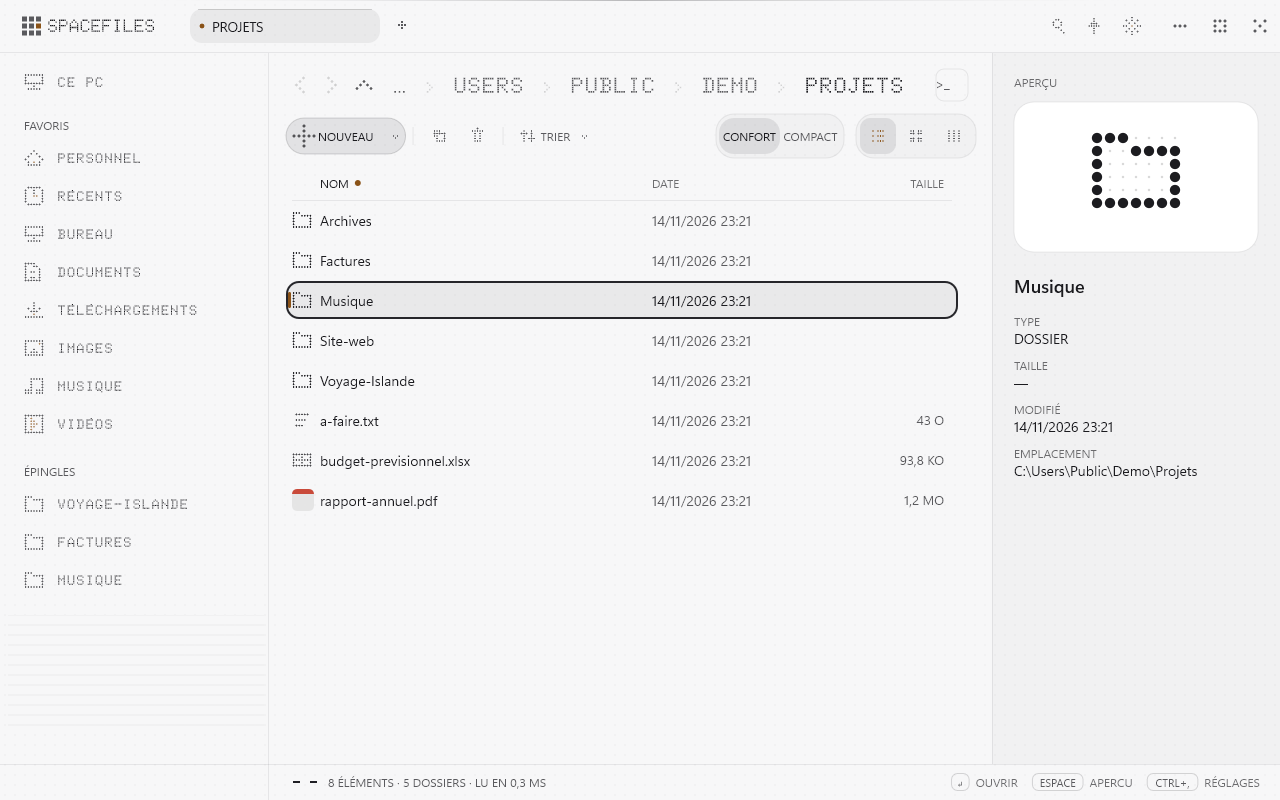 SPACEFILES
PROJETS
CE PC
FAVORIS
PERSONNEL
RÉCENTS
BUREAU
DOCUMENTS
TÉLÉCHARGEMENTS
IMAGES
MUSIQUE
VIDÉOS
ÉPINGLES
VOYAGE-ISLANDE
FACTURES
MUSIQUE
... USERS PUBLIC DEMO PROJETS >_
NOUVEAU TRIER CONFORT COMPACT
NOM DATE TAILLE
Archives 14/11/2026 23:21
Factures 14/11/2026 23:21
Musique 14/11/2026 23:21
Site-web 14/11/2026 23:21
Voyage-Islande 14/11/2026 23:21
a-faire.txt 14/11/2026 23:21 43 O
budget-previsionnel.xlsx 14/11/2026 23:21 93,8 KO
rapport-annuel.pdf 14/11/2026 23:21 1,2 MO
APERÇU
Musique
TYPE
DOSSIER
TAILLE
—
MODIFIÉ
14/11/2026 23:21
EMPLACEMENT
C:\Users\Public\Demo\Projets
8 ÉLÉMENTS · 5 DOSSIERS · LU EN 0,3 MS
↲ OUVRIR ESPACE APERCU CTRL+, RÉGLAGES